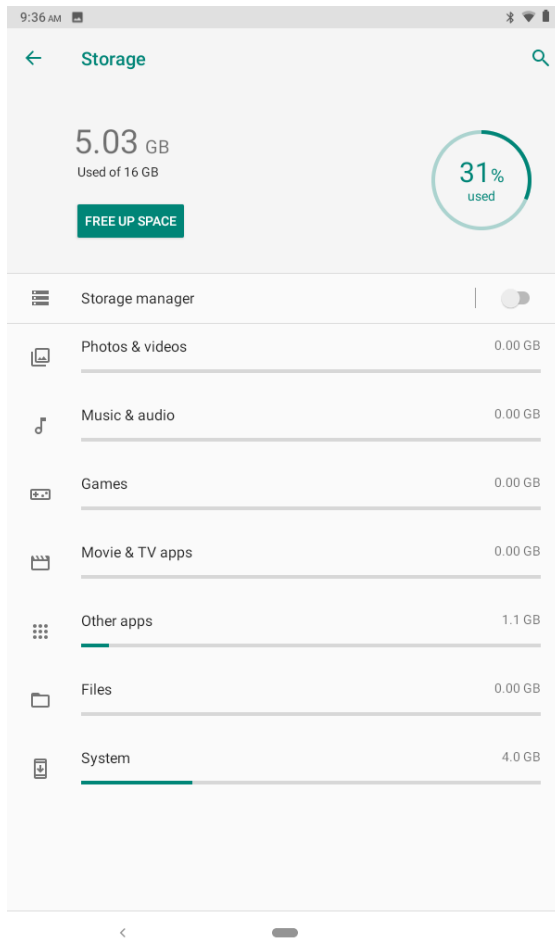 9:36 AM
Storage
5.03 GB
Used of 16 GB
31%
used
FREE UP SPACE
Storage manager
Photos & videos 0.00 GB
Music & audio 0.00 GB
Games 0.00 GB
Movie & TV apps 0.00 GB
Other apps 1.1 GB
Files 0.00 GB
System 4.0 GB